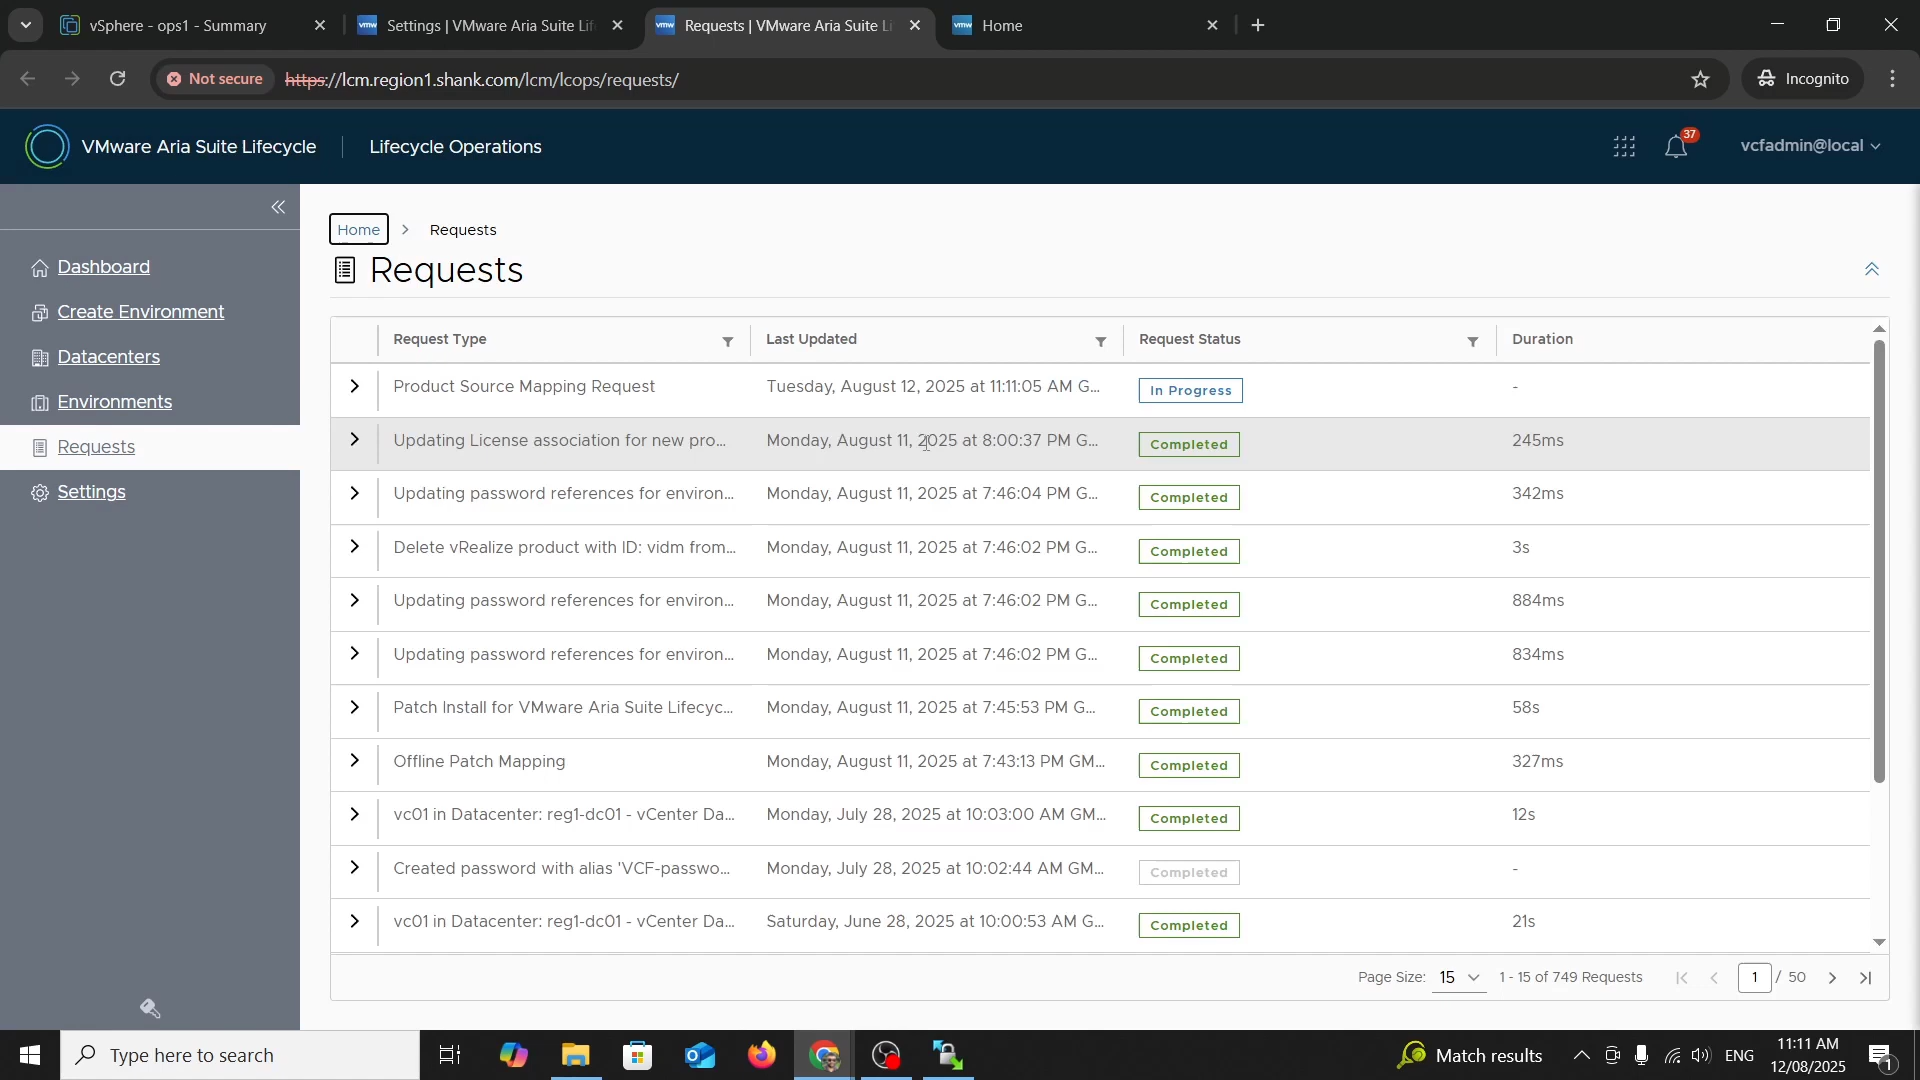 vSphere - ops1 - Summary
Settings | VMware Aria Suite Lif
Requests | VMware Aria Suite Li
Home
Not secure
https://lcm.region1.shank.com/lcm/lcops/requests/
Incognito
VMware Aria Suite Lifecycle
Lifecycle Operations
37
vcfadmin@local
Dashboard
Create Environment
Datacenters
Environments
Requests
Settings
Home > Requests
Requests
Request Type Last Updated Request Status Duration
Product Source Mapping Request Tuesday, August 12, 2025 at 11:11:05 AM G... In Progress -
Updating License association for new pro... Monday, August 11, 2025 at 8:00:37 PM G... Completed 245ms
Updating password references for environ... Monday, August 11, 2025 at 7:46:04 PM G... Completed 342ms
Delete vRealize product with ID: vidm from... Monday, August 11, 2025 at 7:46:02 PM G... Completed 3s
Updating password references for environ... Monday, August 11, 2025 at 7:46:02 PM G... Completed 884ms
Updating password references for environ... Monday, August 11, 2025 at 7:46:02 PM G... Completed 834ms
Patch Install for VMware Aria Suite Lifecyc... Monday, August 11, 2025 at 7:45:53 PM G... Completed 58s
Offline Patch Mapping Monday, August 11, 2025 at 7:43:13 PM GM... Completed 327ms
vc01 in Datacenter: reg1-dc01 - vCenter Da... Monday, July 28, 2025 at 10:03:00 AM GM... Completed 12s
Created password with alias 'VCF-passwo... Monday, July 28, 2025 at 10:02:44 AM GM... Completed -
vc01 in Datacenter: reg1-dc01 - vCenter Da... Saturday, June 28, 2025 at 10:00:53 AM G... Completed 21s
Page Size: 15 1 - 15 of 749 Requests 1 / 50
Type here to search
Match results
ENG
11:11 AM
12/08/2025
1